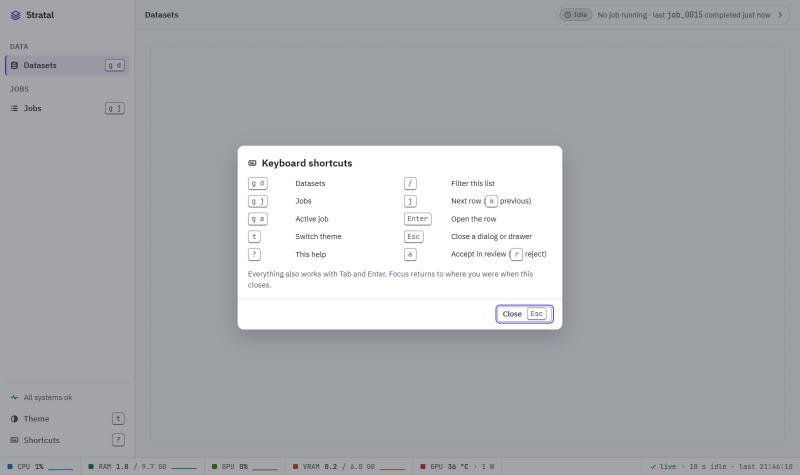 Stratal
Datasets
Idle No job running · last job_0015 completed just now
DATA
Datasets g d
JOBS
Jobs g j
Keyboard shortcuts
g d Datasets / Filter this list
g j Jobs j Next row ( k previous)
g a Active job Enter Open the row
t Switch theme Esc Close a dialog or drawer
? This help a Accept in review ( r reject)
Everything also works with Tab and Enter. Focus returns to where you were when this
closes.
Close Esc
All systems ok
Theme t
Shortcuts ?
CPU 1% RAM 1.8 / 9.7 GB GPU 0% VRAM 0.2 / 6.0 GB GPU 36 °C · 1 W live · 18 s idle · last 21:46:18